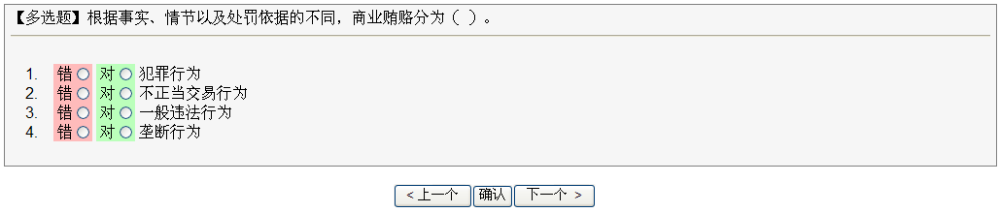 【多选题】根据事实、情节以及处罚依据的不同，商业贿赂分为（ ）。
1. 错 对 犯罪行为
2. 错 对 不正当交易行为
3. 错 对 一般违法行为
4. 错 对 垄断行为
< 上一个 确认 下一个 >